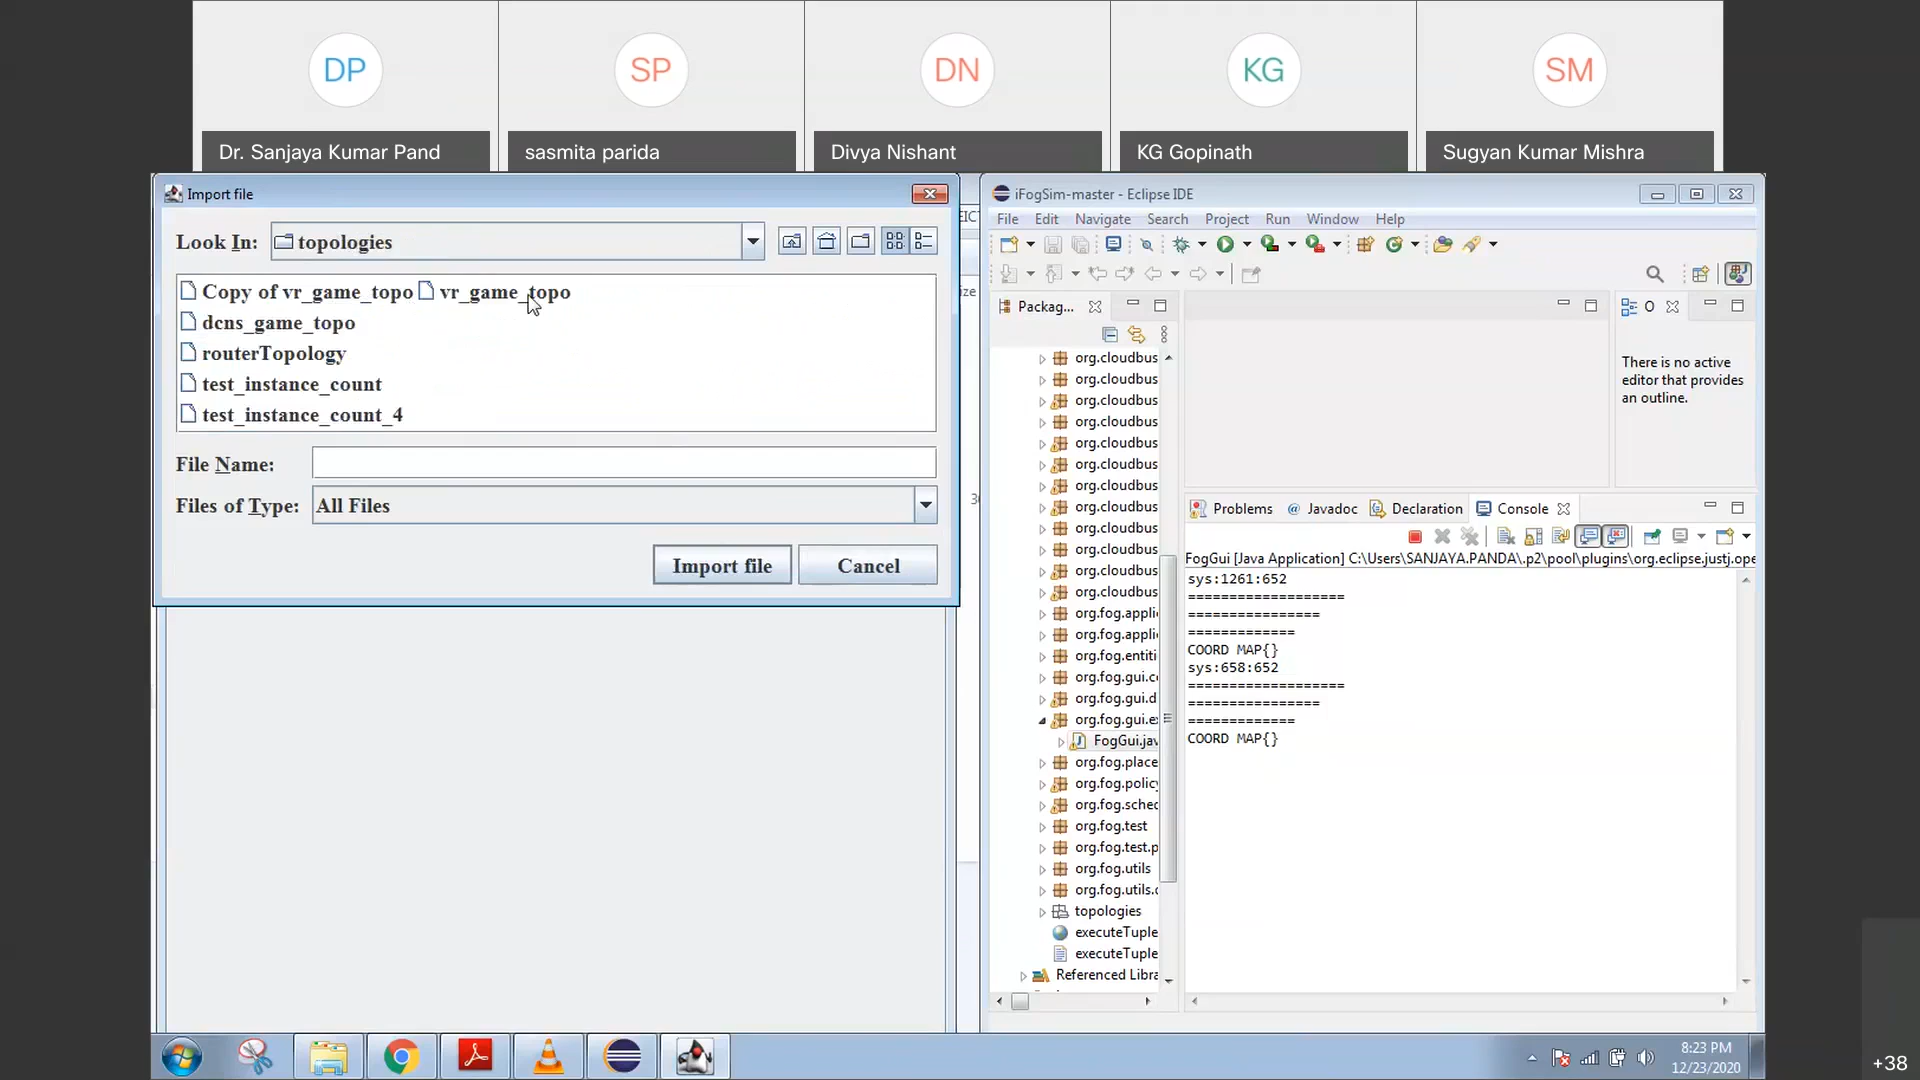 DP
SP
DN
KG
SM
Dr. Sanjaya Kumar Pand
sasmita parida
Divya Nishant
KG Gopinath
Sugyan Kumar Mishra
Import file
Look In:
topologies
Copy of vr_game_topo
vr_game_topo
dcns_game_topo
routerTopology
test_instance_count
test_instance_count_4
File Name:
Files of Type:
All Files
Import file
Cancel
iFogSim-master - Eclipse IDE
File Edit Navigate Search Project Run Window Help
Packag...
O
There is no active
editor that provides
an outline.
org.cloudbus
org.cloudbus
org.cloudbus
org.cloudbus
org.cloudbus
org.cloudbus
org.cloudbus
org.cloudbus
org.cloudbus
org.cloudbus
org.cloudbus
org.cloudbus
org.fog.appli
org.fog.appli
org.fog.entiti
org.fog.gui.c
org.fog.gui.d
org.fog.gui.ex
FogGui.jav
org.fog.place
org.fog.policy
org.fog.sched
org.fog.test
org.fog.test.p
org.fog.utils
org.fog.utils.d
topologies
executeTuple
executeTuple
Referenced Libra
Problems
@ Javadoc
Declaration
Console
FogGui [Java Application] C:\Users\SANJAYA.PANDA\.p2\pool\plugins\org.eclipse.justj.ope
sys:1261:652
===================
================
=============
COORD MAP{}
sys:658:652
===================
================
=============
COORD MAP{}
8:23 PM
12/23/2020
+38